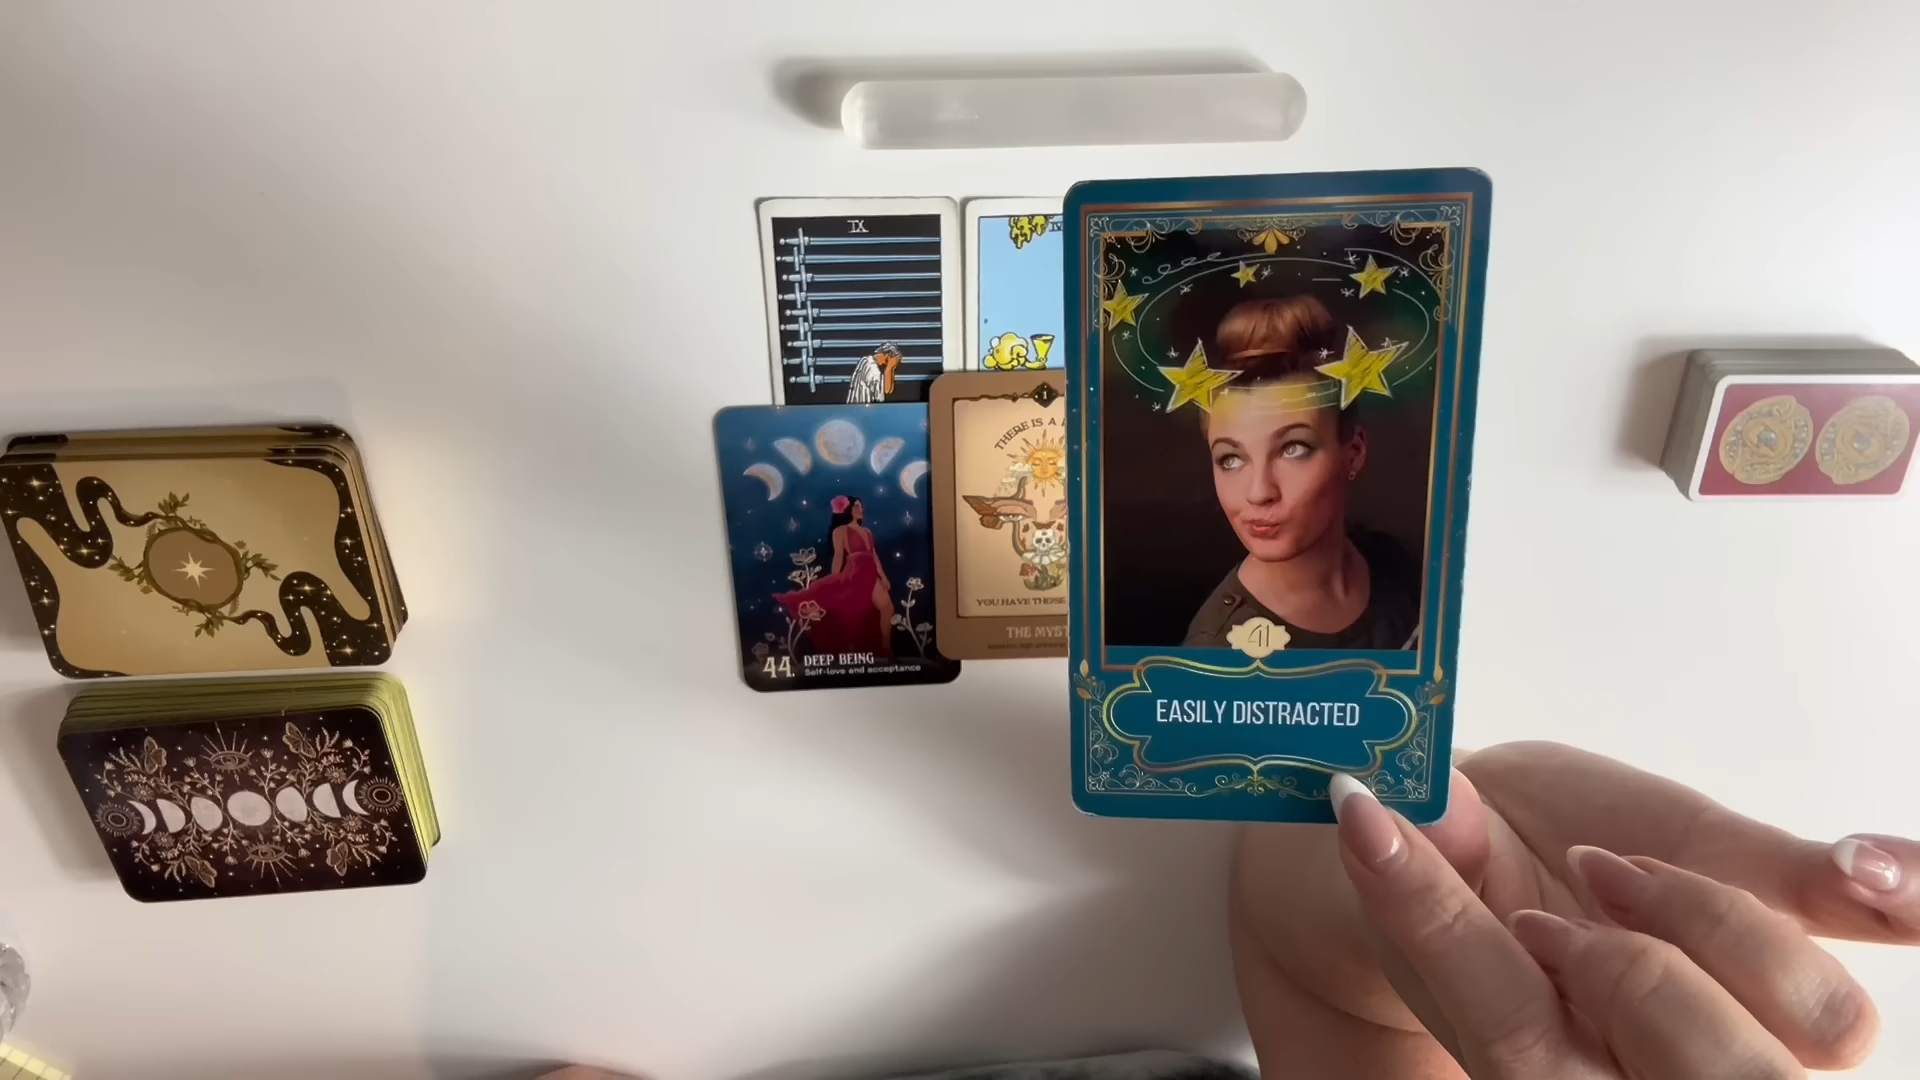 IX
THERE IS A
YOU HAVE THOSE
THE MYST
44. DEEP BEING
Self-love and acceptance
41
EASILY DISTRACTED